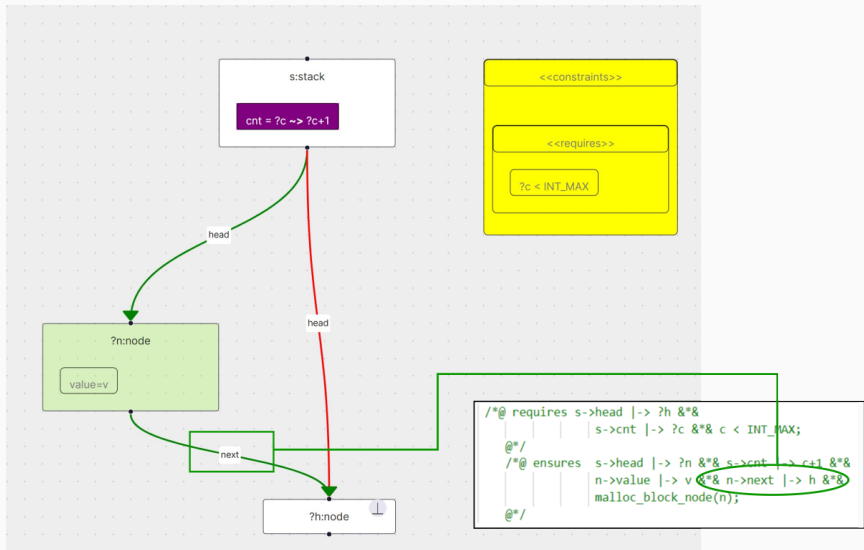 s:stack
cnt = ?c ~> ?c+1
<<constraints>>
<<requires>>
?c < INT_MAX
head
head
?n:node
value=v
next
?h:node
⊥
/*@ requires s->head |-> ?h &*&
s->cnt |-> ?c &*& c < INT_MAX;
@*/
/*@ ensures s->head |-> ?n &*& s->cnt |-> c+1 &*&
n->value |-> v &*& n->next |-> h &*&
malloc_block_node(n);
@*/